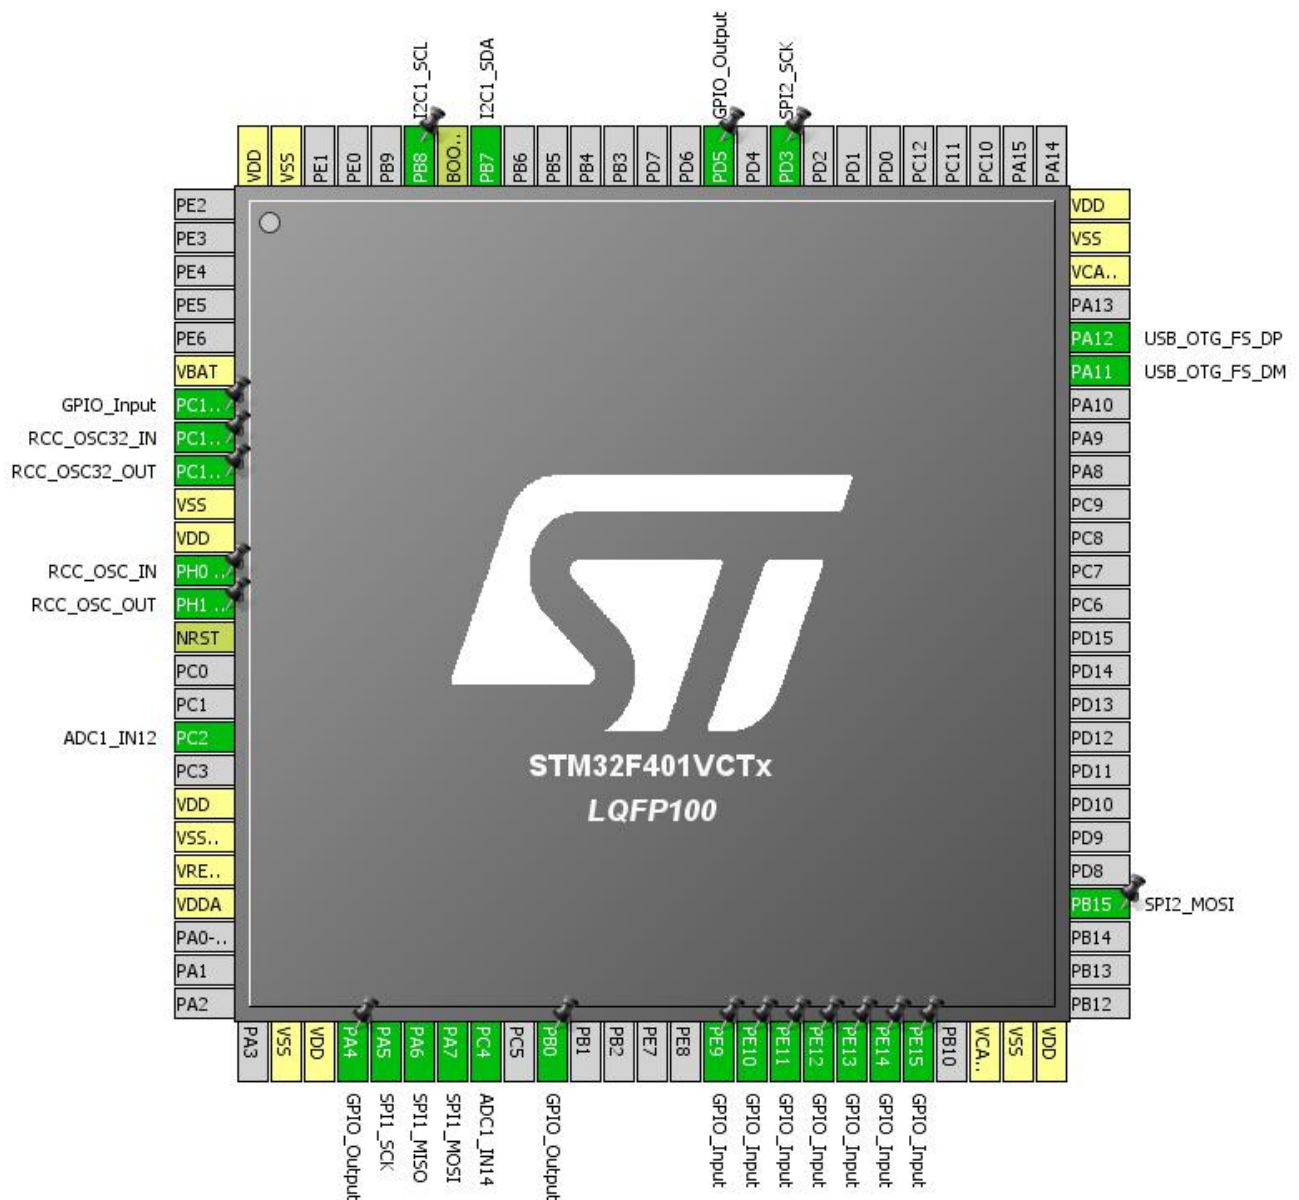 I2C1_SCL
I2C1_SDA
GPIO_Output
SPI2_SCK
VDD
VSS
PE1
PE0
PB9
PB8
BOO..
PB7
PB6
PB5
PB4
PB3
PD7
PD6
PD5
PD4
PD3
PD2
PD1
PD0
PC12
PC11
PC10
PA15
PA14
PE2
PE3
PE4
PE5
PE6
VBAT
GPIO_Input PC1..
RCC_OSC32_IN PC1..
RCC_OSC32_OUT PC1..
VSS
VDD
RCC_OSC_IN PH0 ..
RCC_OSC_OUT PH1 ..
NRST
PC0
PC1
ADC1_IN12 PC2
PC3
VDD
VSS..
VRE..
VDDA
PA0-..
PA1
PA2
ST
STM32F401VCTx
LQFP100
VDD
VSS
VCA..
PA13
PA12 USB_OTG_FS_DP
PA11 USB_OTG_FS_DM
PA10
PA9
PA8
PC9
PC8
PC7
PC6
PD15
PD14
PD13
PD12
PD11
PD10
PD9
PD8
PB15 SPI2_MOSI
PB14
PB13
PB12
PA3
VSS
VDD
PA4
PA5
PA6
PA7
PC4
PC5
PB0
PB1
PB2
PE7
PE8
PE9
PE10
PE11
PE12
PE13
PE14
PE15
PB10
VCA..
VSS
VDD
GPIO_Output
SPI1_SCK
SPI1_MISO
SPI1_MOSI
ADC1_IN14
GPIO_Output
GPIO_Input
GPIO_Input
GPIO_Input
GPIO_Input
GPIO_Input
GPIO_Input
GPIO_Input